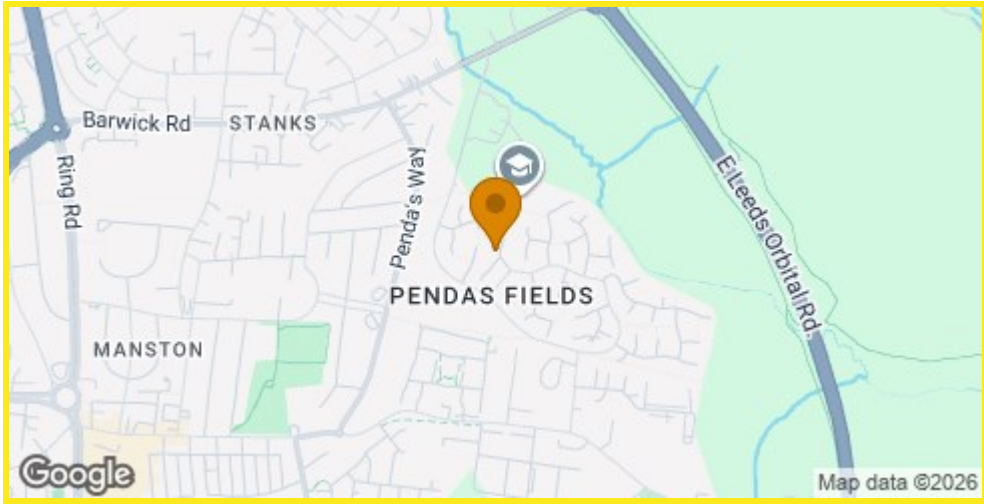 Barwick Rd
STANKS
Ring Rd
Penda's Way
E Leeds Orbital Rd.
PENDAS FIELDS
MANSTON
Google
Map data ©2026